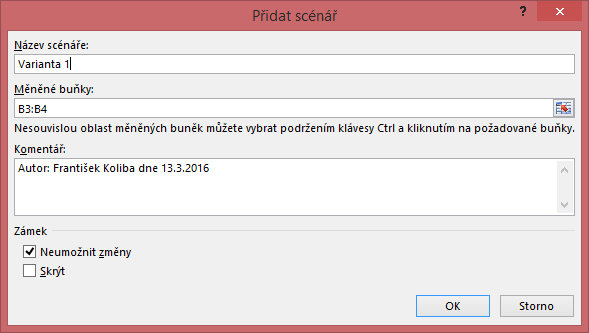 Přidat scénář
Název scénáře:
Varianta 1
Měněné buňky:
B3:B4
Nesouvislou oblast měněných buněk můžete vybrat podržením klávesy Ctrl a kliknutím na požadované buňky.
Komentář:
Autor: František Koliba dne 13.3.2016
Zámek
Neumožnit změny
Skrýt
OK
Storno